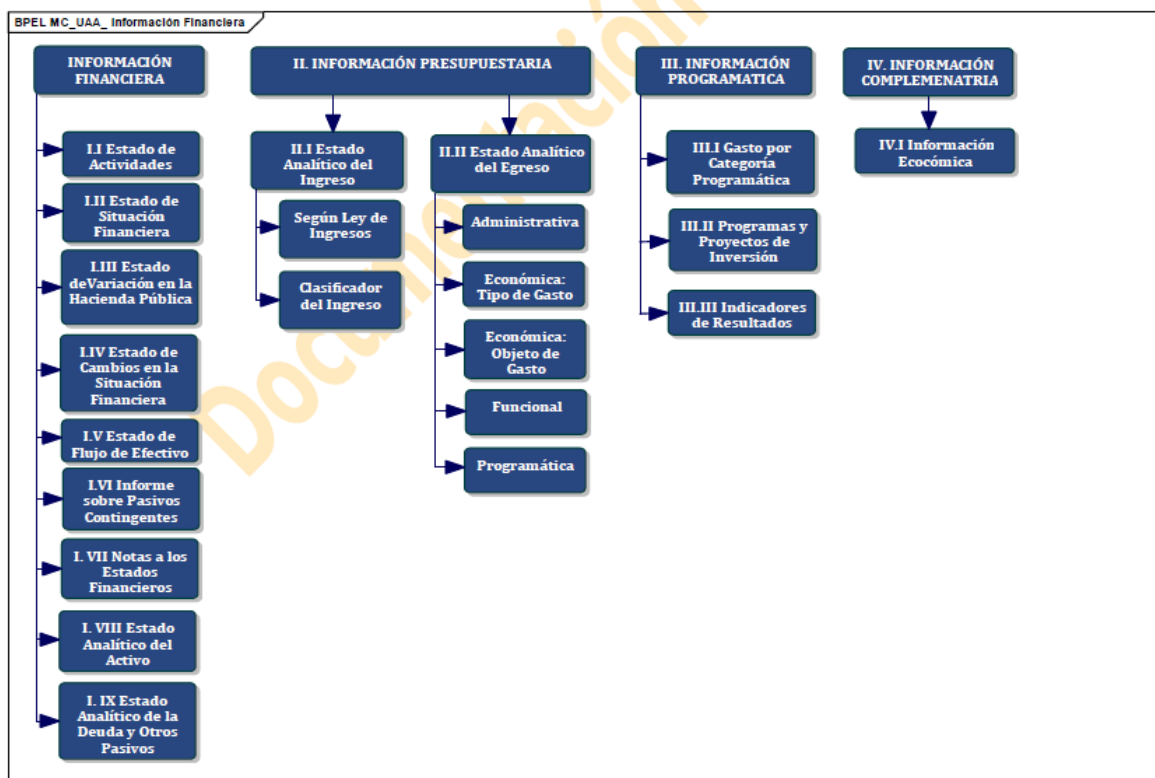 BPEL MC_UAA_ Información Financiera
INFORMACIÓN
FINANCIERA
I.I Estado de
Actividades
I.II Estado de
Situación
Financiera
I.III Estado
deVariación en la
Hacienda Pública
I.IV Estado de
Cambios en la
Situación
Financiera
I.V Estado de
Flujo de Efectivo
I.VI Informe
sobre Pasivos
Contingentes
I. VII Notas a los
Estados
Financieros
I. VIII Estado
Analítico del
Activo
I. IX Estado
Analítico de la
Deuda y Otros
Pasivos
II. INFORMACIÓN PRESUPUESTARIA
II.I Estado
Analítico del
Ingreso
Según Ley de
Ingresos
Clasificador
del Ingreso
II.II Estado Analítico
del Egreso
Administrativa
Económica:
Tipo de Gasto
Económica:
Objeto de
Gasto
Funcional
Programática
III. INFORMACIÓN
PROGRAMATICA
III.I Gasto por
Categoría
Programática
III.II Programas y
Proyectos de
Inversión
III.III Indicadores
de Resultados
IV. INFORMACIÓN
COMPLEMENATRIA
IV.I Información
Ecocómica
Documentación